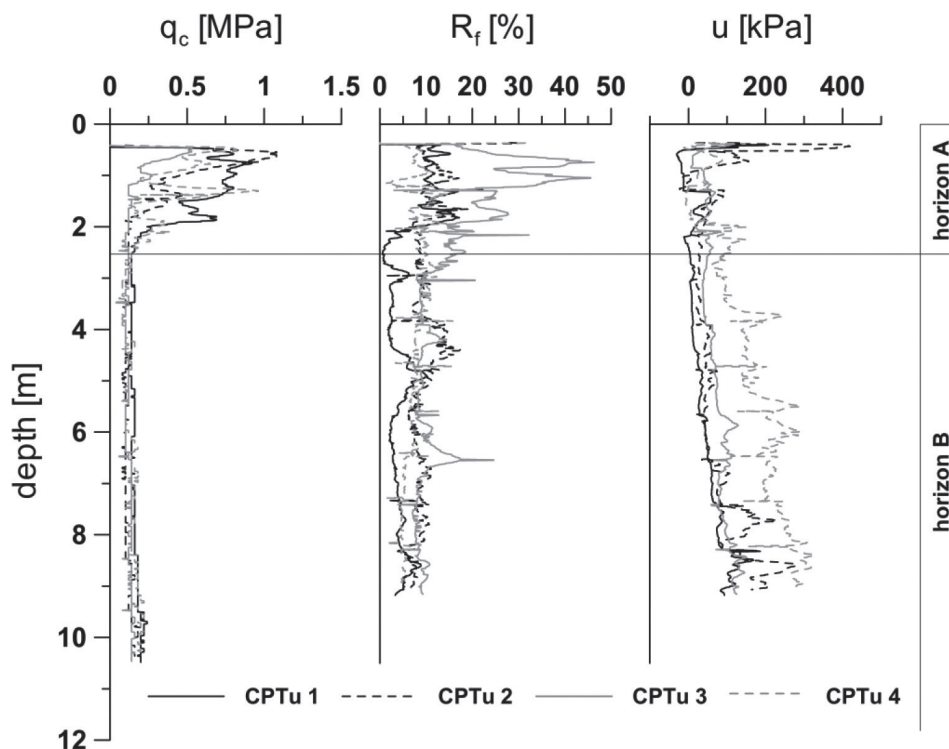 q_c [MPa] R_f [%] u [kPa]
0 0.5 1 1.5 0 10 20 30 40 50 0 200 400
0
2
4
6
8
10
12
depth [m]
horizon A
horizon B
CPTu 1 CPTu 2 CPTu 3 CPTu 4